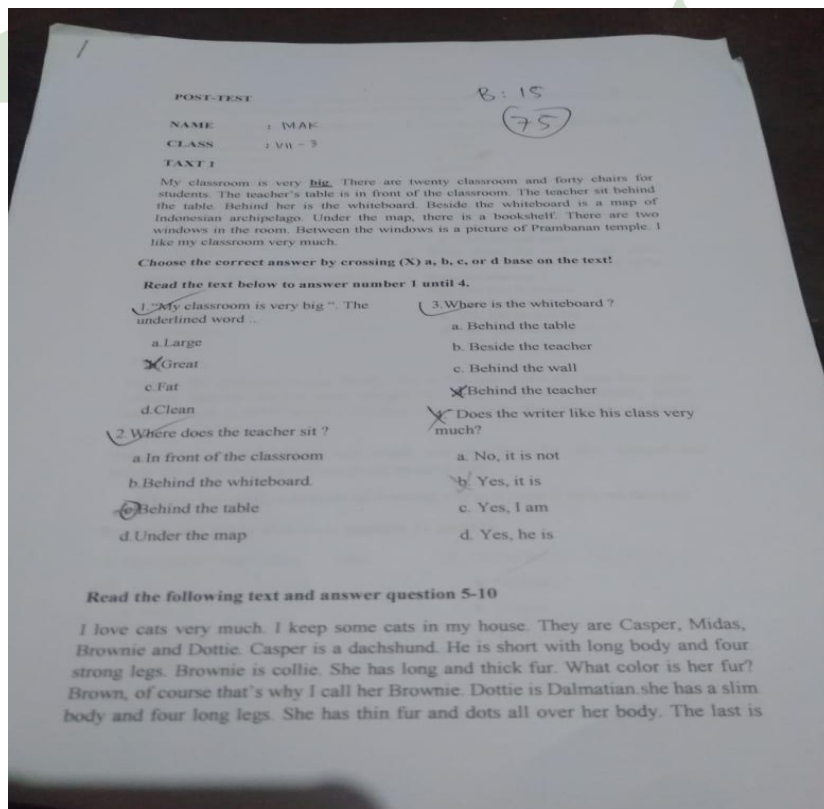 POST-TEST
B : 15
75
NAME : MAK
CLASS : VII - 3
TAXT 1
My classroom is very big. There are twenty classroom and forty chairs for
students. The teacher's table is in front of the classroom. The teacher sit behind
the table. Behind her is the whiteboard. Beside the whiteboard is a map of
Indonesian archipelago. Under the map, there is a bookshelf. There are two
windows in the room. Between the windows is a picture of Prambanan temple. I
like my classroom very much.
Choose the correct answer by crossing (X) a, b, c, or d base on the text!
Read the text below to answer number 1 until 4.
1."My classroom is very big ". The
underlined word ..
a.Large
Great
c.Fat
d.Clean
2.Where does the teacher sit ?
a.In front of the classroom
b.Behind the whiteboard.
c.Behind the table
d.Under the map
3.Where is the whiteboard ?
a. Behind the table
b. Beside the teacher
c. Behind the wall
d.Behind the teacher
Does the writer like his class very
much?
a. No, it is not
b. Yes, it is
c. Yes, I am
d. Yes, he is
Read the following text and answer question 5-10
I love cats very much. I keep some cats in my house. They are Casper, Midas,
Brownie and Dottie. Casper is a dachshund. He is short with long body and four
strong legs. Brownie is collie. She has long and thick fur. What color is her fur?
Brown, of course that's why I call her Brownie. Dottie is Dalmatian.she has a slim
body and four long legs. She has thin fur and dots all over her body. The last is